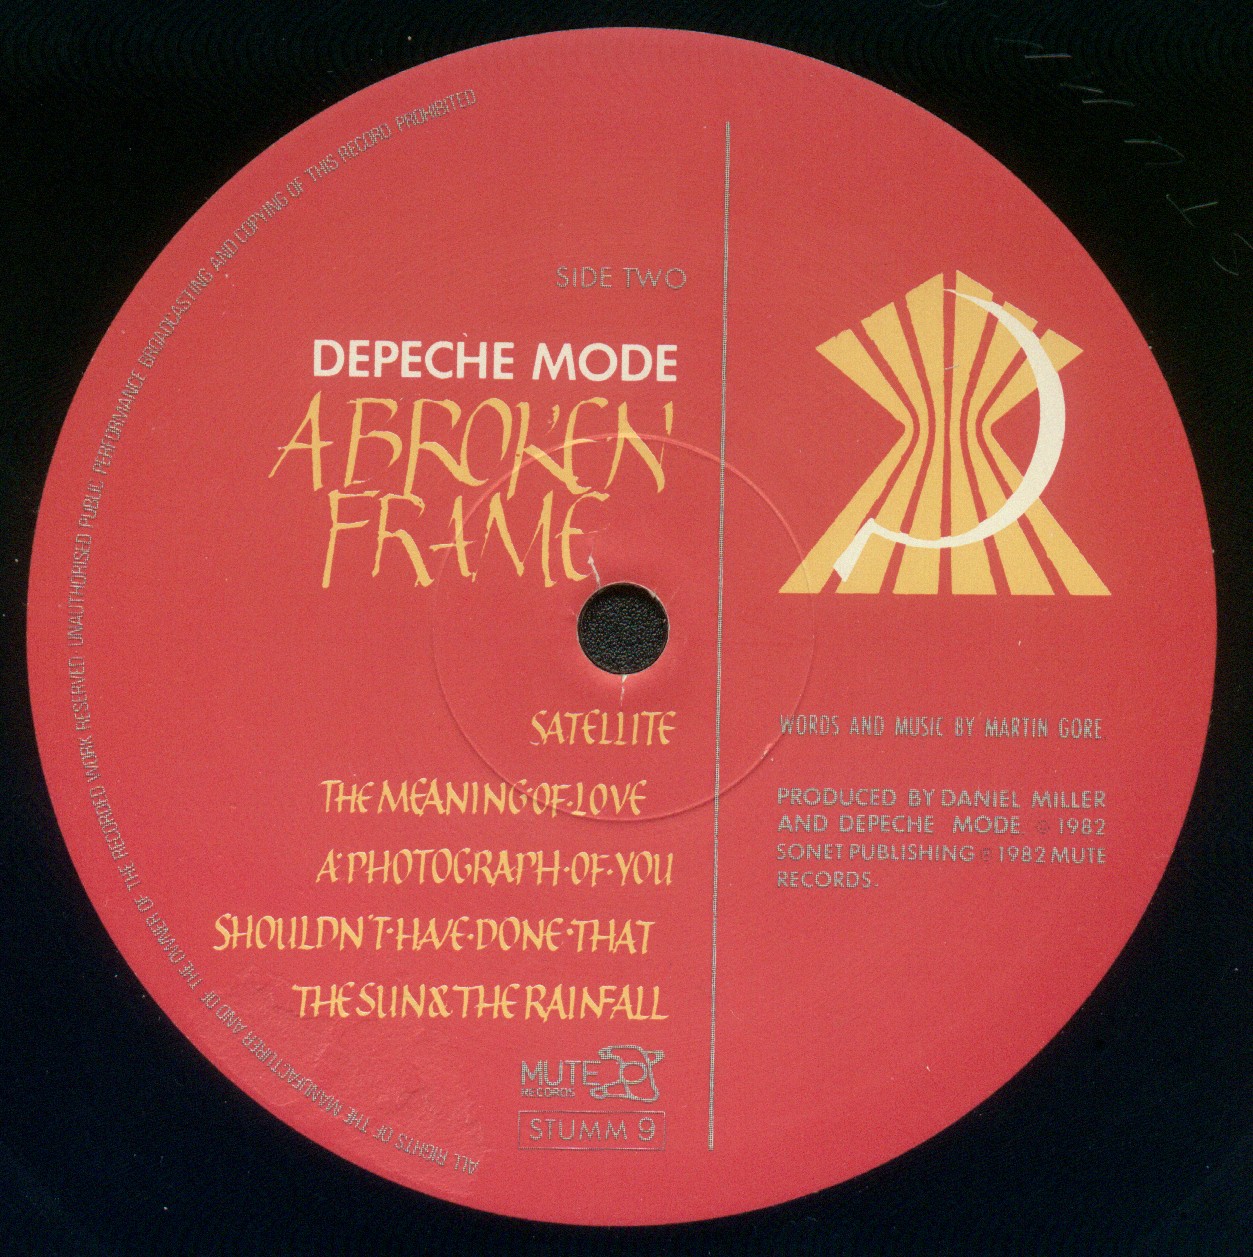 SIDE TWO
DEPECHE MODE
A BROKEN
FRAME
SATELLITE
THE MEANING·OF·LOVE
A·PHOTOGRAPH·OF·YOU
SHOULDN'T·HAVE·DONE·THAT
THE SUN & THE RAINFALL
MUTE
RECORDS
STUMM 9
WORDS AND MUSIC BY MARTIN GORE
PRODUCED BY DANIEL MILLER
AND DEPECHE MODE ℗ 1982
SONET PUBLISHING © 1982 MUTE
RECORDS.
ALL RIGHTS OF THE MANUFACTURER AND OF THE OWNER OF THE RECORDED WORK RESERVED UNAUTHORISED PUBLIC PERFORMANCE BROADCASTING AND COPYING OF THIS RECORD PROHIBITED